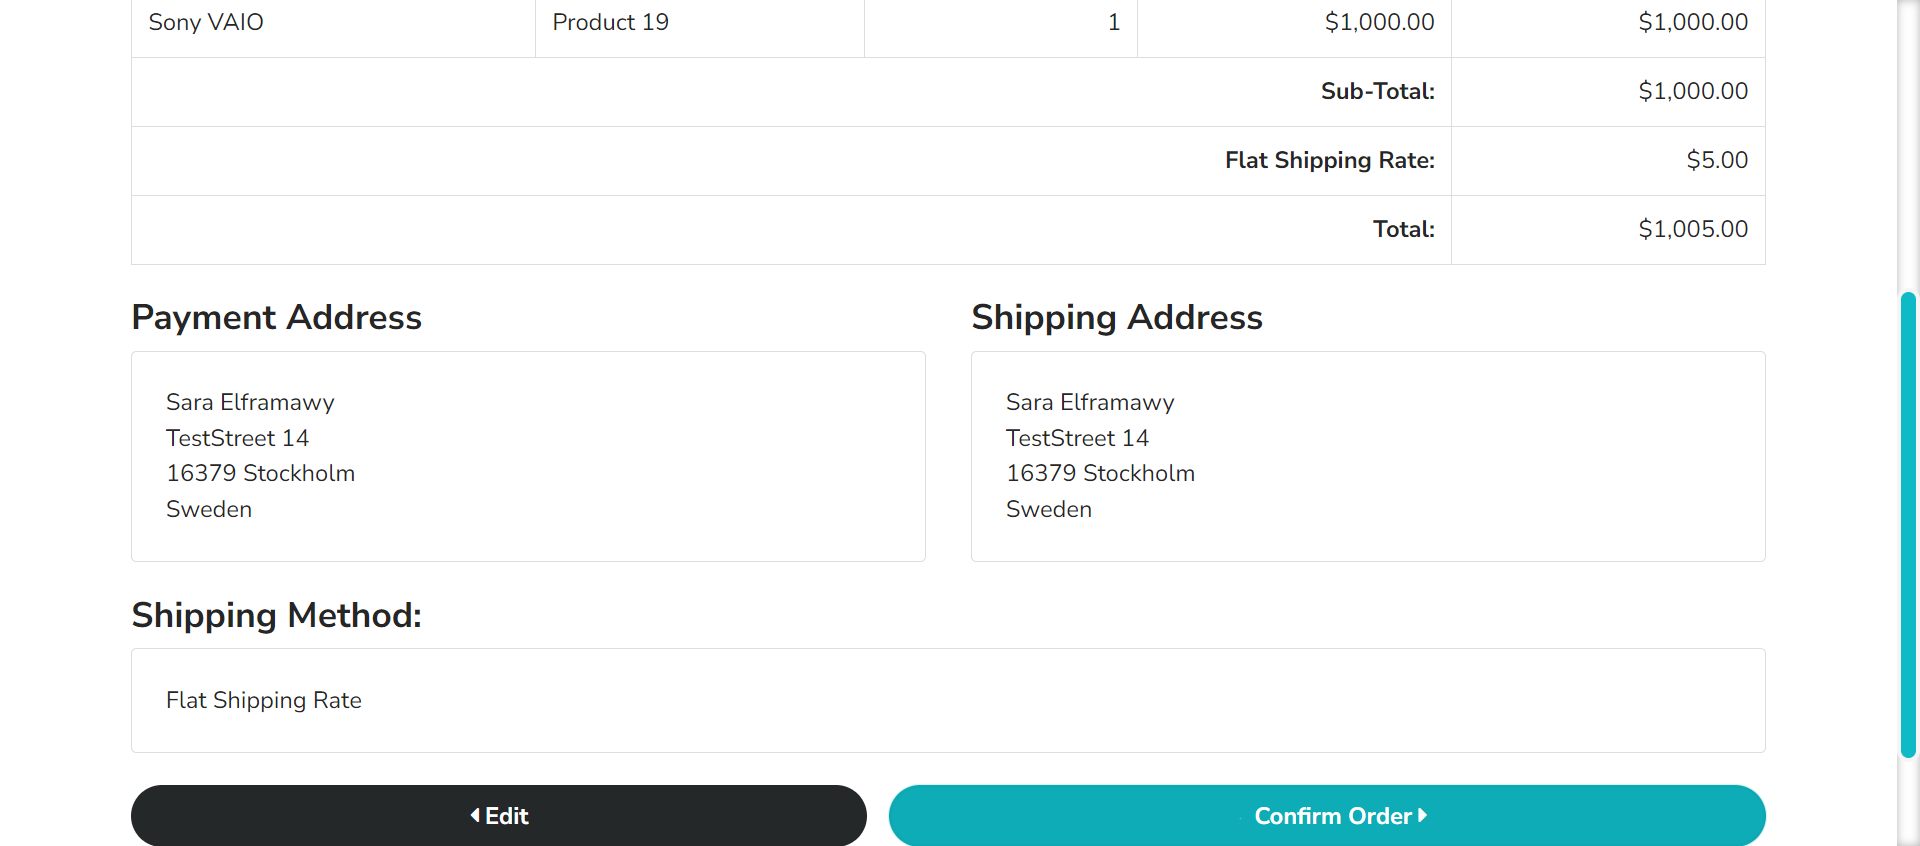 Sony VAIO Product 19 1 $1,000.00 $1,000.00
Sub-Total: $1,000.00
Flat Shipping Rate: $5.00
Total: $1,005.00
Payment Address
Sara Elframawy
TestStreet 14
16379 Stockholm
Sweden
Shipping Address
Sara Elframawy
TestStreet 14
16379 Stockholm
Sweden
Shipping Method:
Flat Shipping Rate
Edit
Confirm Order